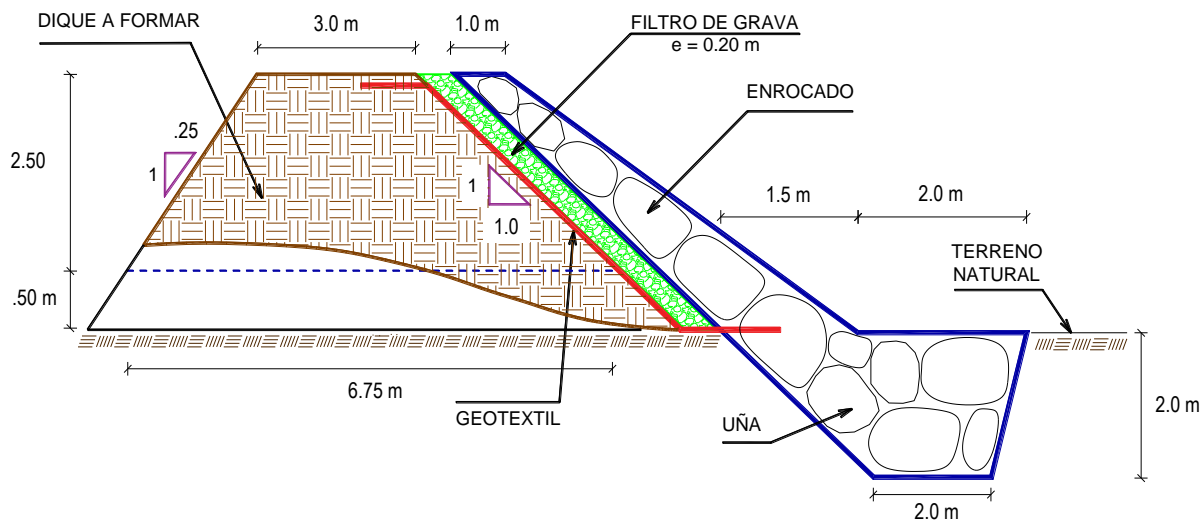 DIQUE A FORMAR
3.0 m
1.0 m
FILTRO DE GRAVA
e = 0.20 m
ENROCADO
.25
1
2.50
1
1.0
1.5 m
2.0 m
TERRENO
NATURAL
.50 m
6.75 m
GEOTEXTIL
UÑA
2.0 m
2.0 m